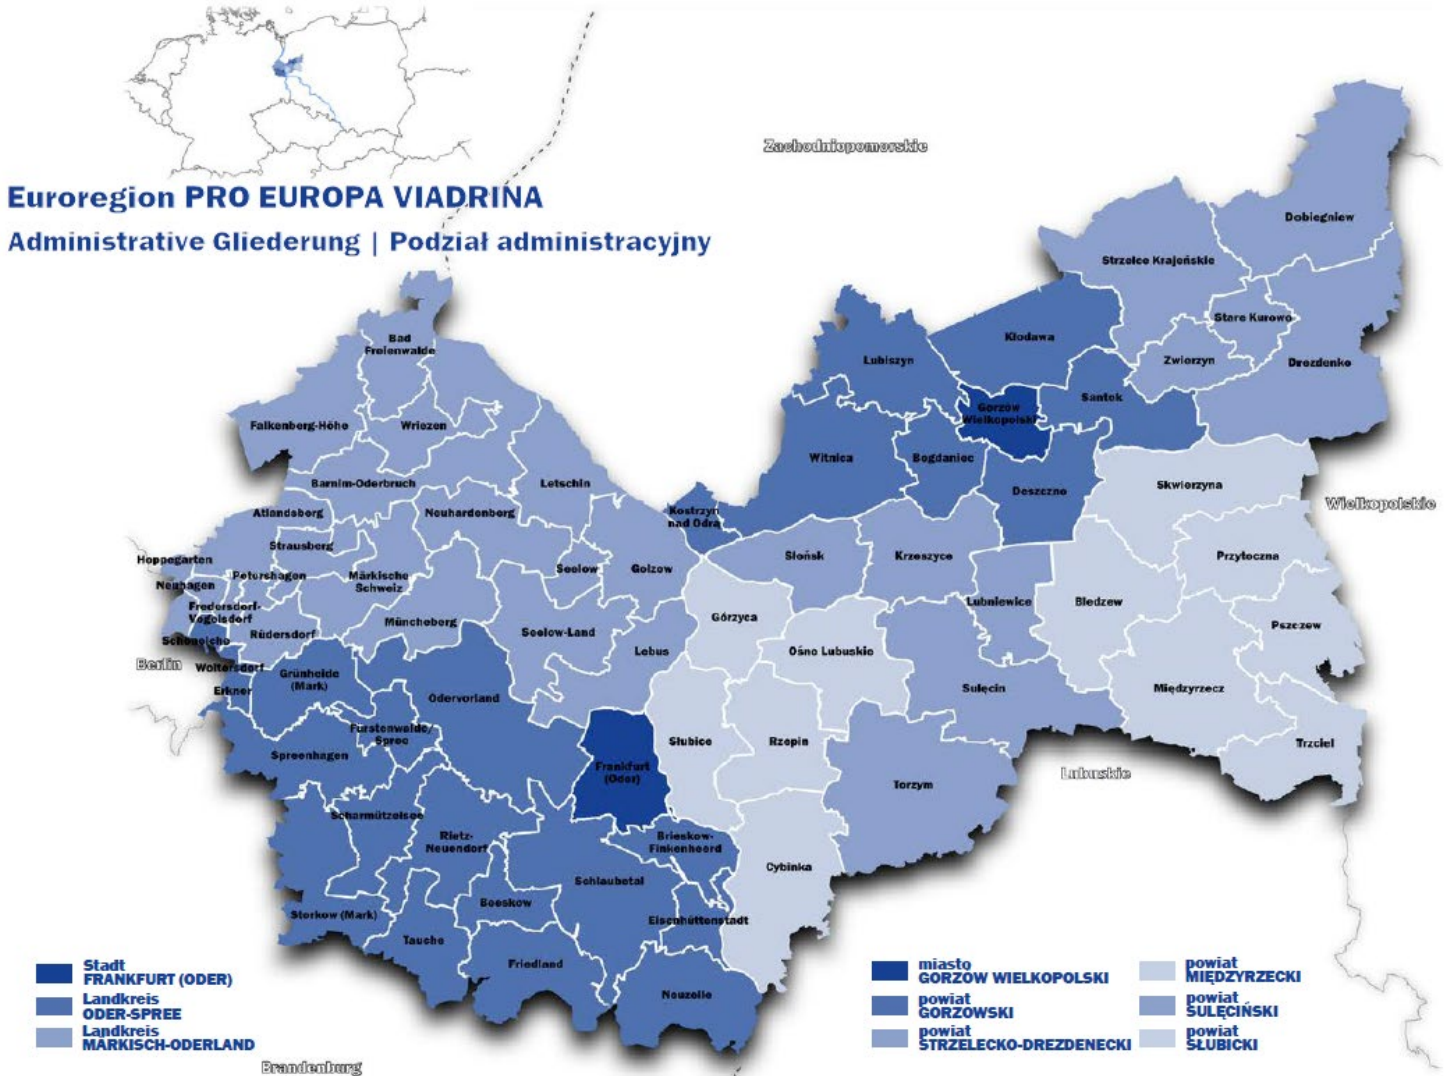 Euroregion PRO EUROPA VIADRINA
Administrative Gliederung | Podział administracyjny
Zachodniopomorskie
Dobiegniew
Strzelce Krajeńskie
Stare Kurowo
Kłodawa
Bad
Freienwalde
Lubiszyn
Zwierzyn
Drezdenko
Santok
Gorzów
Wielkopolski
Falkenberg-Höhe
Wriezen
Witnica
Bogdaniec
Barnim-Oderbruch
Letschin
Deszczno
Skwierzyna
Wielkopolskie
Altlandsberg
Neuhardenberg
Kostrzyn
nad Odrą
Strausberg
Hoppegarten
Słońsk
Krzeszyce
Przytoczna
Neuhagen
Petershagen
Märkische
Schweiz
Seelow
Golzow
Fredersdorf-
Vogelsdorf
Lubniewice
Bledzew
Górzyca
Müncheberg
Seelow-Land
Pszczew
Schöneiche
Rüdersdorf
Lebus
Ośno Lubuskie
Berlin
Woltersdorf
Grünheide
(Mark)
Erkner
Odervorland
Sulęcin
Międzyrzecz
Fürstenwalde/
Spree
Spreenhagen
Słubice
Rzepin
Trzciel
Frankfurt
(Oder)
Lubuskie
Torzym
Scharmützelsee
Rietz-
Neuendorf
Brieskow-
Finkenheerd
Cybinka
Schlaubetal
Storkow (Mark)
Beeskow
Eisenhüttenstadt
Tauche
Friedland
Neuzelle
Stadt
FRANKFURT (ODER)
Landkreis
ODER-SPREE
Landkreis
MÄRKISCH-ODERLAND
Brandenburg
miasto
GORZÓW WIELKOPOLSKI
powiat
GORZOWSKI
powiat
STRZELECKO-DREZDENECKI
powiat
MIĘDZYRZECKI
powiat
SULĘCIŃSKI
powiat
SŁUBICKI